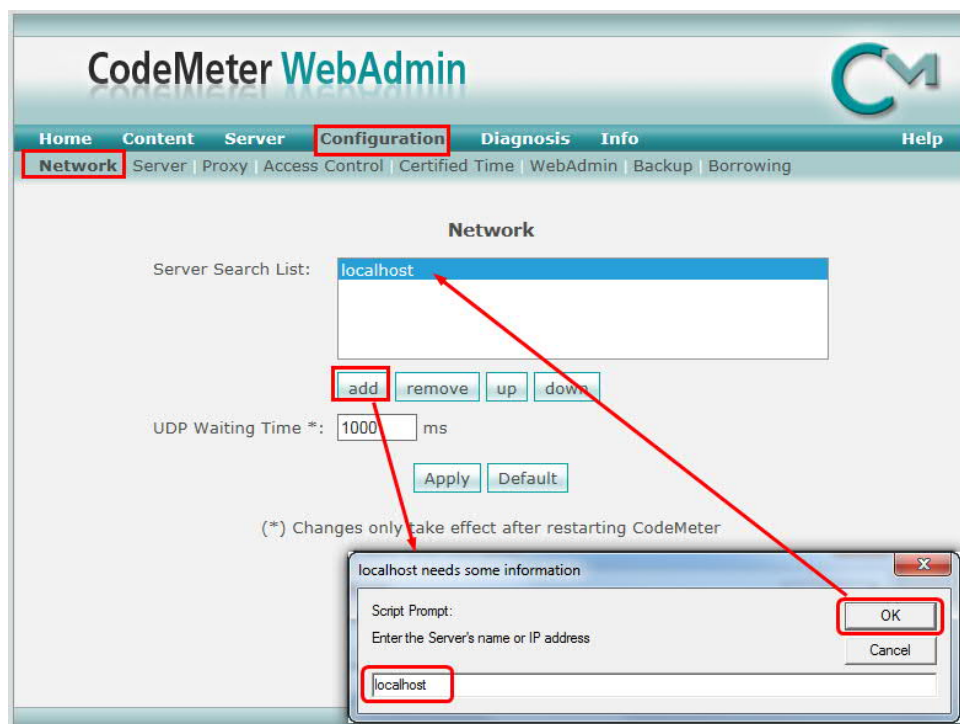 CodeMeter WebAdmin
CM
Home Content Server Configuration Diagnosis Info Help
Network Server | Proxy | Access Control | Certified Time | WebAdmin | Backup | Borrowing
Network
Server Search List:
localhost
add remove up down
UDP Waiting Time *: 1000 ms
Apply Default
(*) Changes only take effect after restarting CodeMeter
localhost needs some information
X
Script Prompt:
OK
Enter the Server's name or IP address
Cancel
localhost